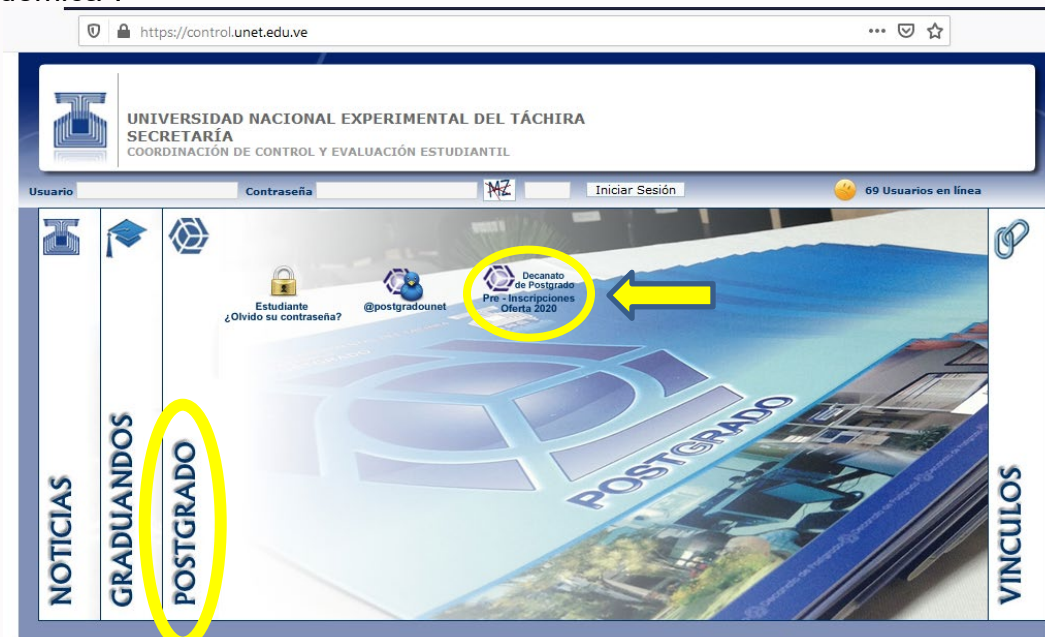 https://control.unet.edu.ve
UNIVERSIDAD NACIONAL EXPERIMENTAL DEL TÁCHIRA
SECRETARÍA
COORDINACIÓN DE CONTROL Y EVALUACIÓN ESTUDIANTIL
Usuario
Contraseña
Iniciar Sesión
69 Usuarios en línea
NOTICIAS
GRADUANDOS
POSTGRADO
Estudiante
¿Olvido su contraseña?
@postgradounet
Decanato
de Postgrado
Pre - Inscripciones
Oferta 2020
POSTGRADO
VINCULOS